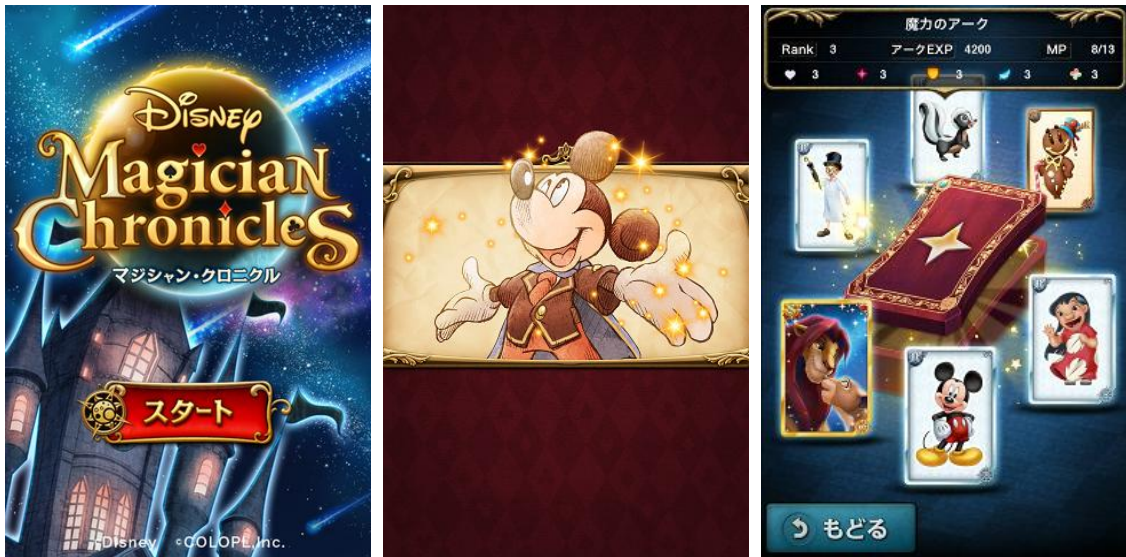 Disney
Magician
Chronicles
マジシャン・クロニクル
スタート
©Disney ©COLOPL,Inc.
魔力のアーク
Rank 3 アークEXP 4200 MP 8/13
3 3 3 3 3
もどる